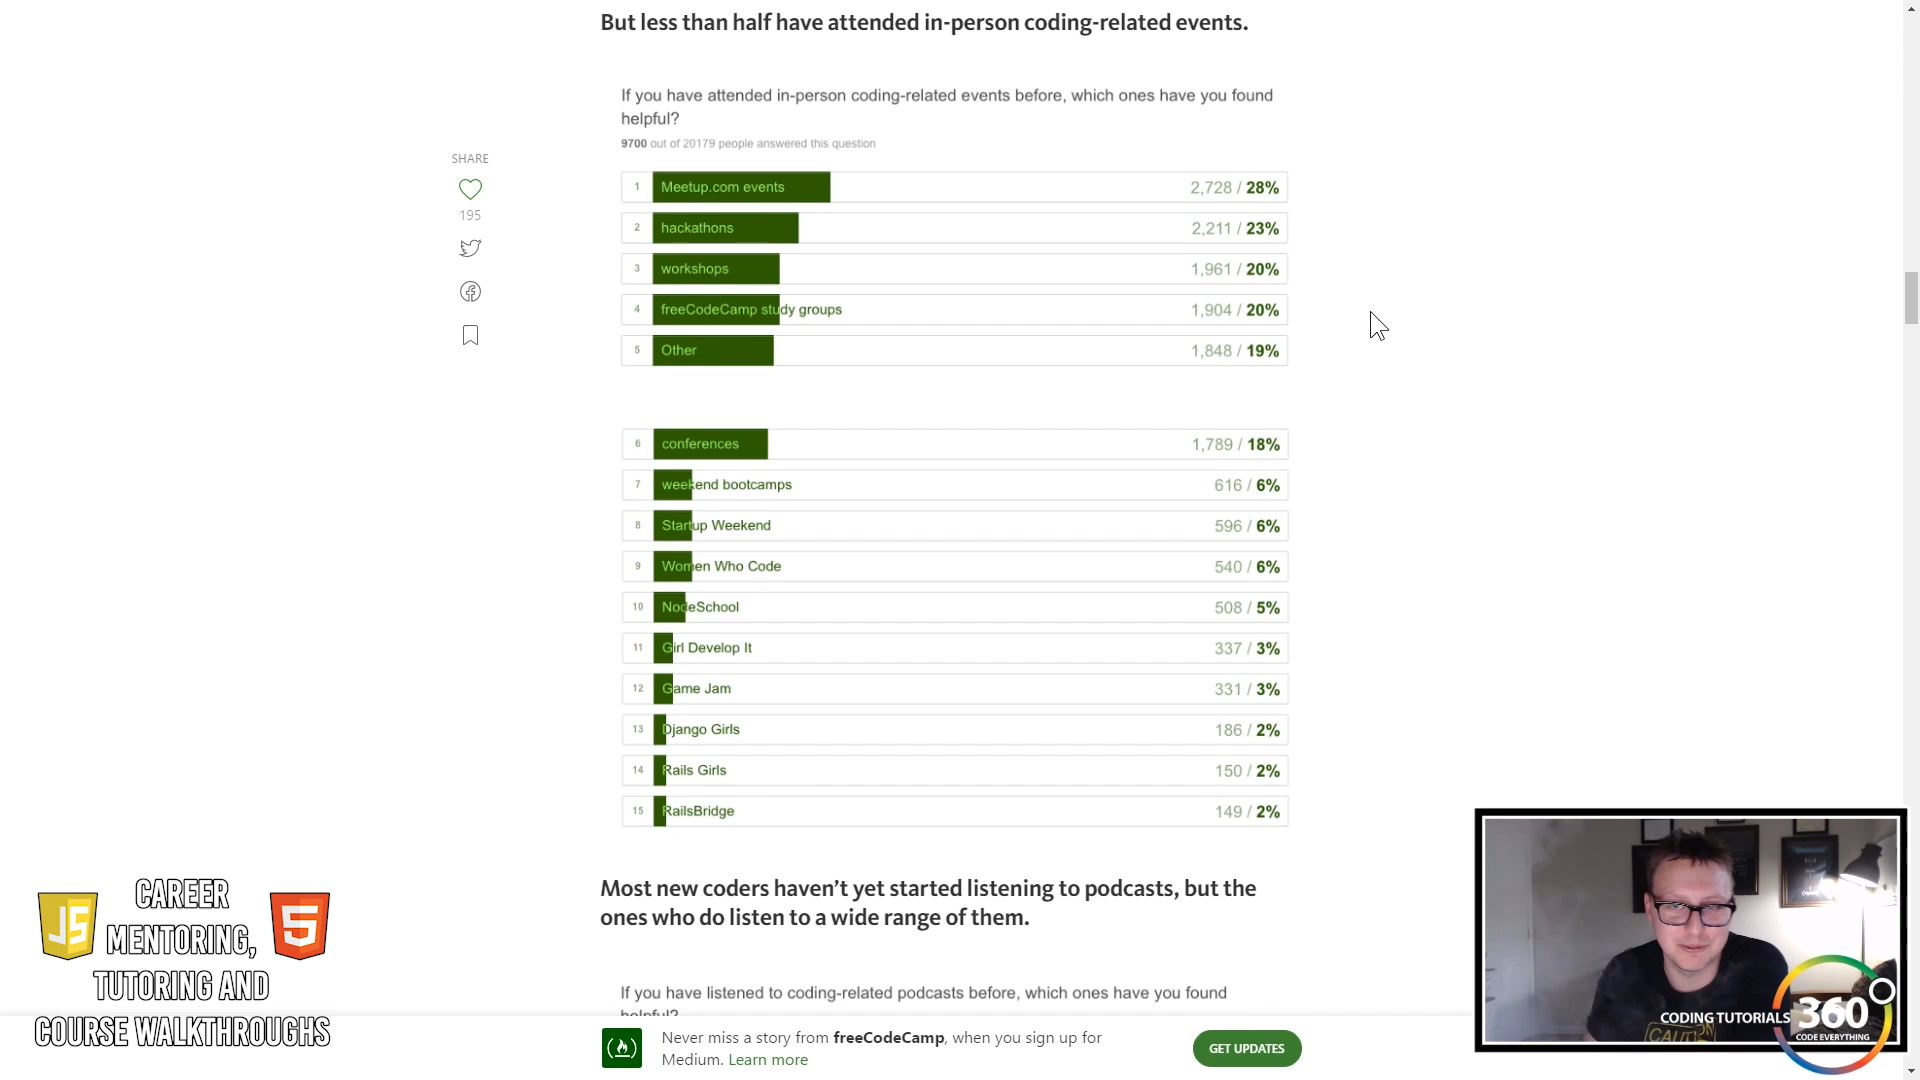 But less than half have attended in-person coding-related events.
If you have attended in-person coding-related events before, which ones have you found
helpful?
9700 out of 20179 people answered this question
SHARE
195
1 Meetup.com events 2,728 / 28%
2 hackathons 2,211 / 23%
3 workshops 1,961 / 20%
4 freeCodeCamp study groups 1,904 / 20%
5 Other 1,848 / 19%
6 conferences 1,789 / 18%
7 weekend bootcamps 616 / 6%
8 Startup Weekend 596 / 6%
9 Women Who Code 540 / 6%
10 NodeSchool 508 / 5%
11 Girl Develop It 337 / 3%
12 Game Jam 331 / 3%
13 Django Girls 186 / 2%
14 Rails Girls 150 / 2%
15 RailsBridge 149 / 2%
Most new coders haven’t yet started listening to podcasts, but the
ones who do listen to a wide range of them.
If you have listened to coding-related podcasts before, which ones have you found
helpful?
Never miss a story from freeCodeCamp, when you sign up for
Medium. Learn more
GET UPDATES
JS
CAREER
MENTORING,
TUTORING AND
COURSE WALKTHROUGHS
5
CODING TUTORIALS 360
CODE EVERYTHING
CAUTION